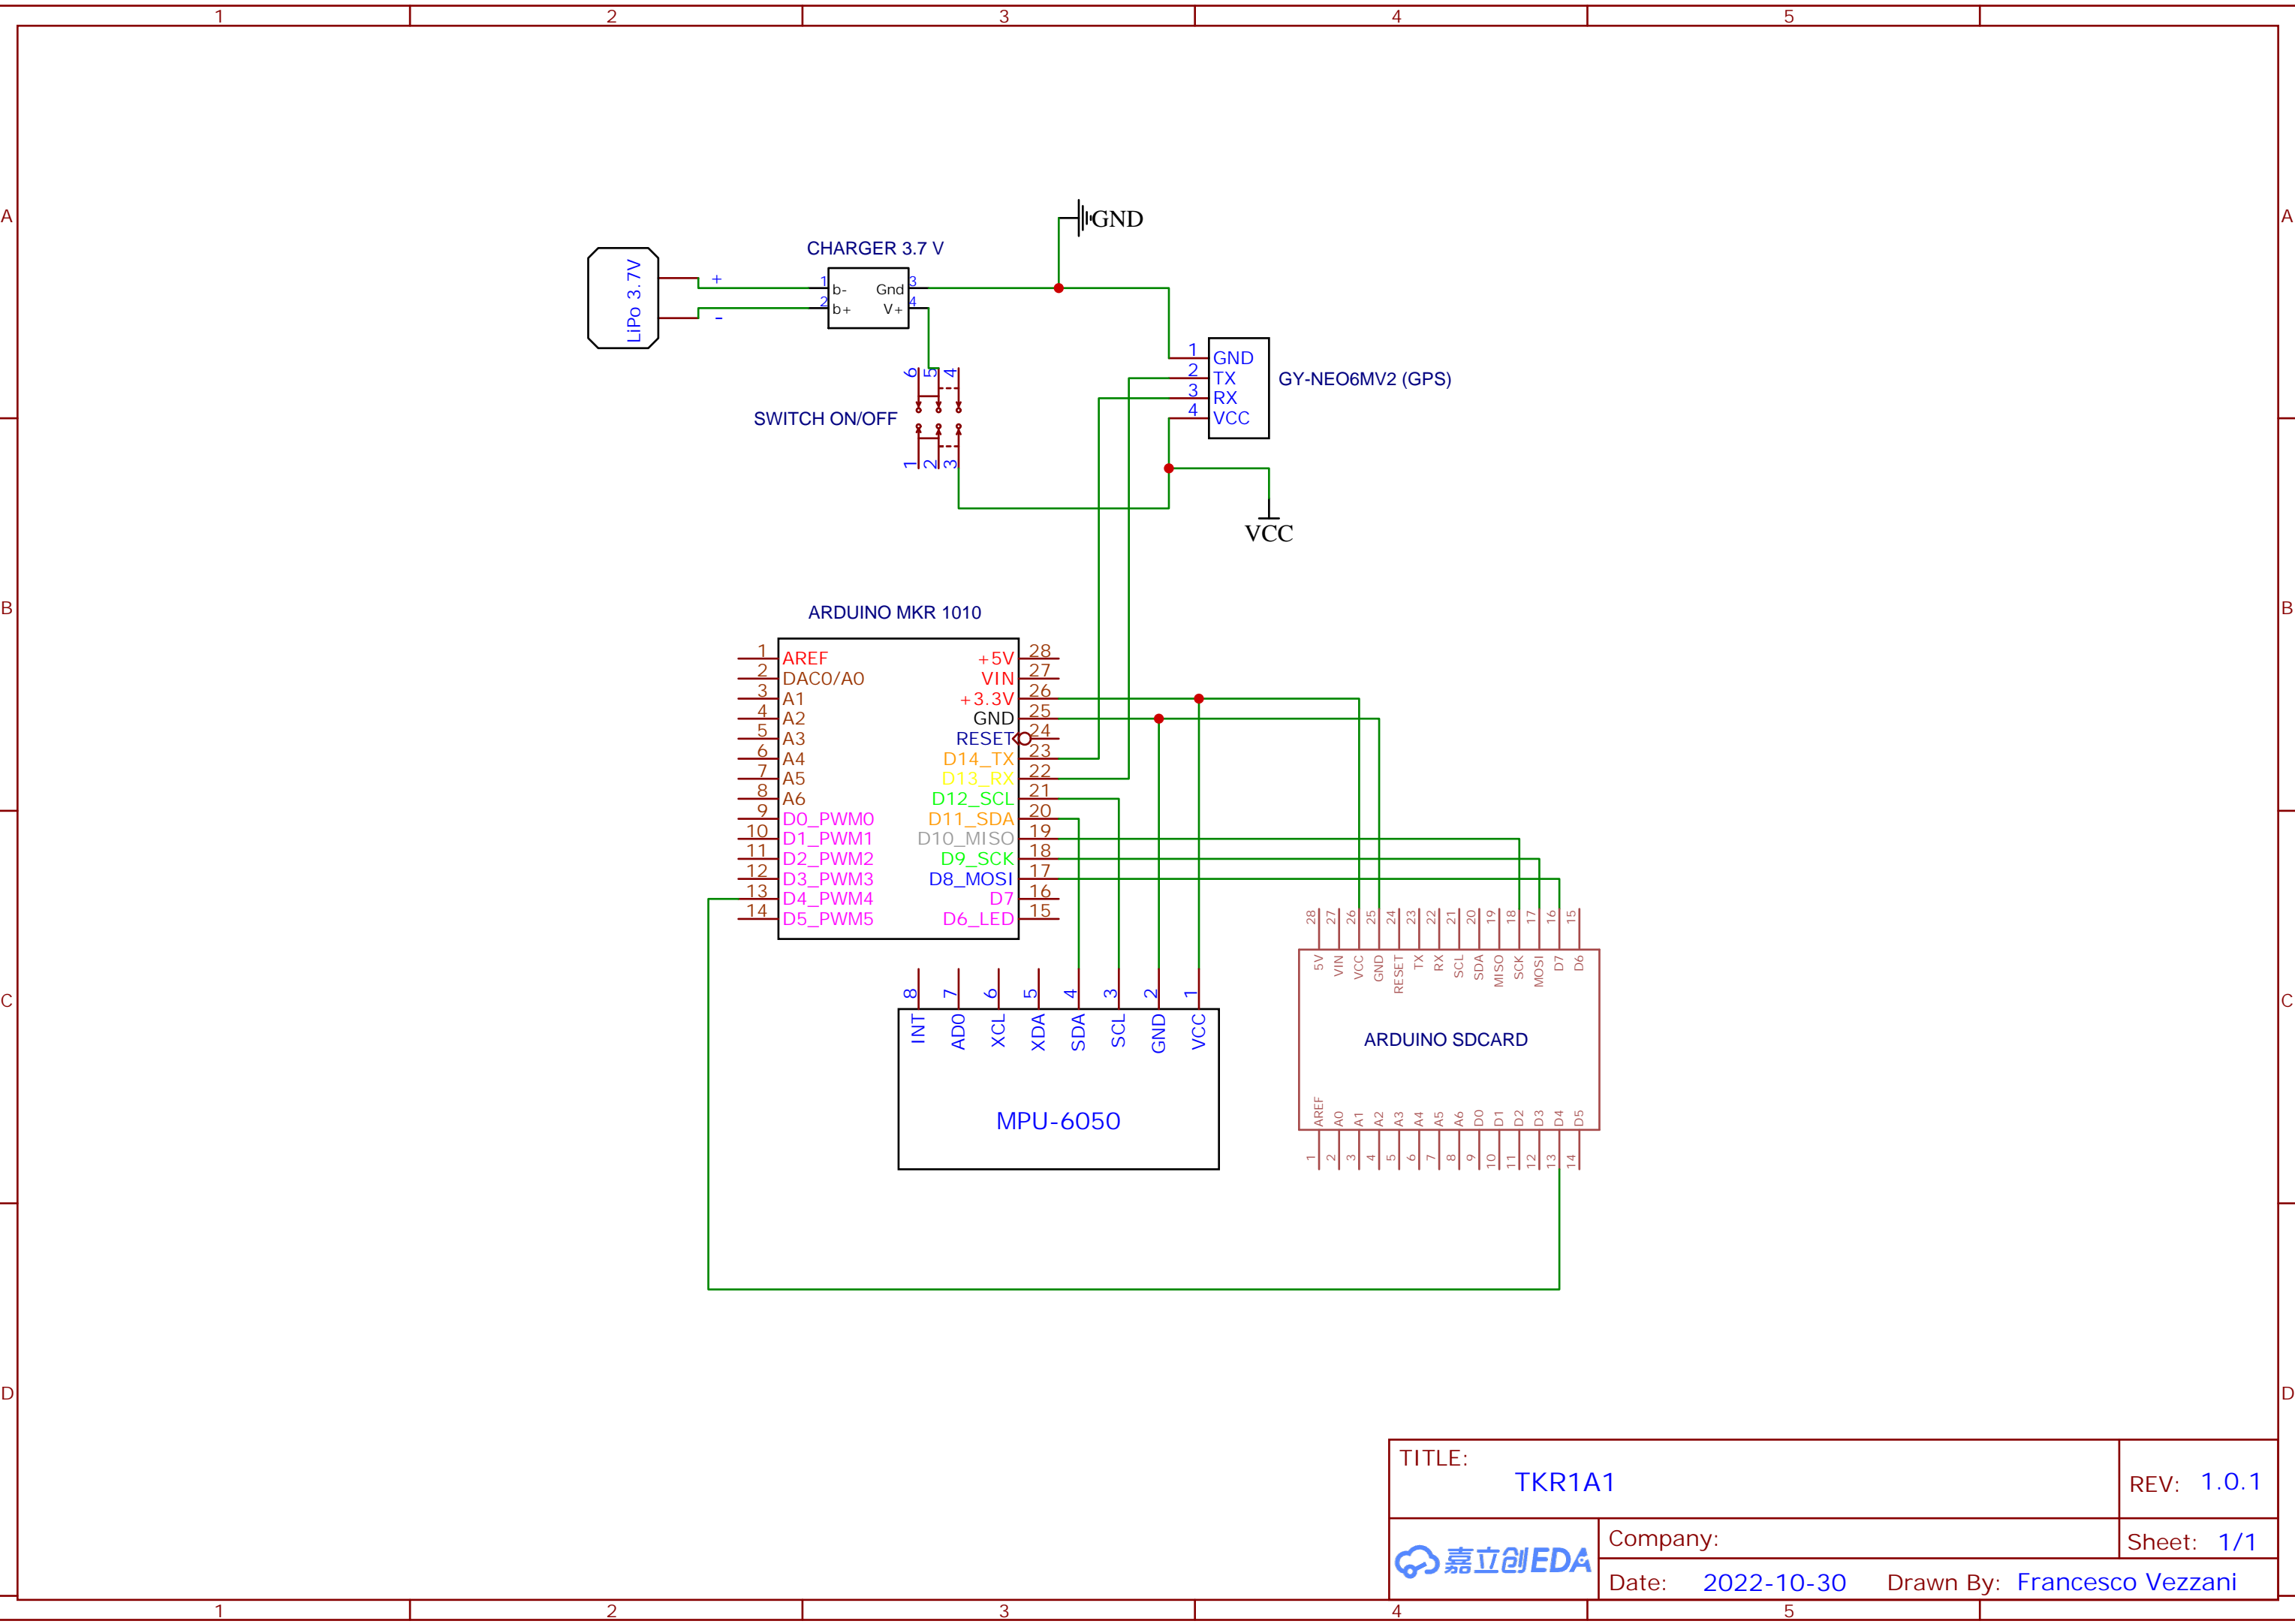 1 2 3 4 5
A A
B B
C C
D D
GND
CHARGER 3.7 V
LiPo 3.7V
+
-
1 b- Gnd 3
2 b+ V+ 4
6 5 4
SWITCH ON/OFF
1 2 3
1 GND
2 TX
3 RX
4 VCC
GY-NEO6MV2 (GPS)
VCC
ARDUINO MKR 1010
1 AREF +5V 28
2 DAC0/A0 VIN 27
3 A1 +3.3V 26
4 A2 GND 25
5 A3 RESET 24
6 A4 D14_TX 23
7 A5 D13_RX 22
8 A6 D12_SCL 21
9 D0_PWM0 D11_SDA 20
10 D1_PWM1 D10_MISO 19
11 D2_PWM2 D9_SCK 18
12 D3_PWM3 D8_MOSI 17
13 D4_PWM4 D7 16
14 D5_PWM5 D6_LED 15
8 7 6 5 4 3 2 1
INT AD0 XCL XDA SDA SCL GND VCC
MPU-6050
28 27 26 25 24 23 22 21 20 19 18 17 16 15
5V VIN VCC GND RESET TX RX SCL SDA MISO SCK MOSI D7 D6
ARDUINO SDCARD
AREF A0 A1 A2 A3 A4 A5 A6 D0 D1 D2 D3 D4 D5
1 2 3 4 5 6 7 8 9 10 11 12 13 14
TITLE:
TKR1A1
REV: 1.0.1
嘉立创EDA
Company:
Sheet: 1/1
Date: 2022-10-30 Drawn By: Francesco Vezzani
1 2 3 4 5